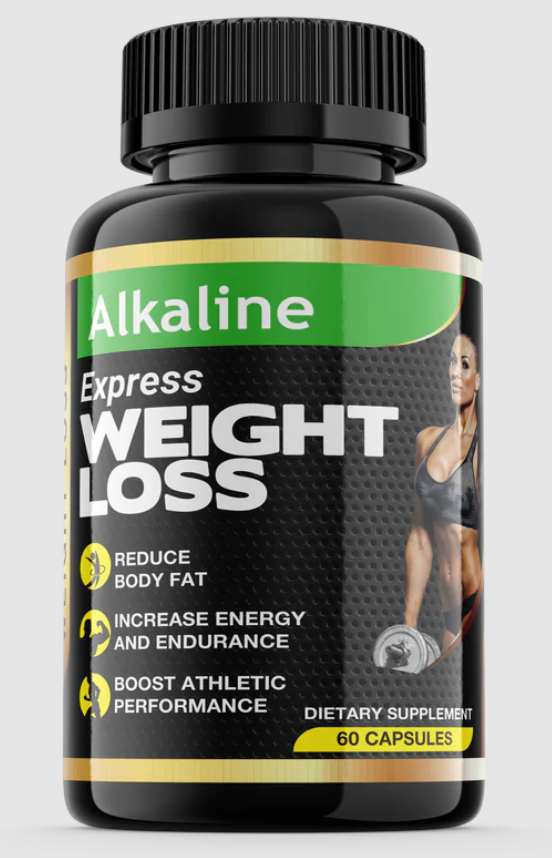 Alkaline
Express
WEIGHT
LOSS
REDUCE
BODY FAT
INCREASE ENERGY
AND ENDURANCE
BOOST ATHLETIC
PERFORMANCE
DIETARY SUPPLEMENT
60 CAPSULES